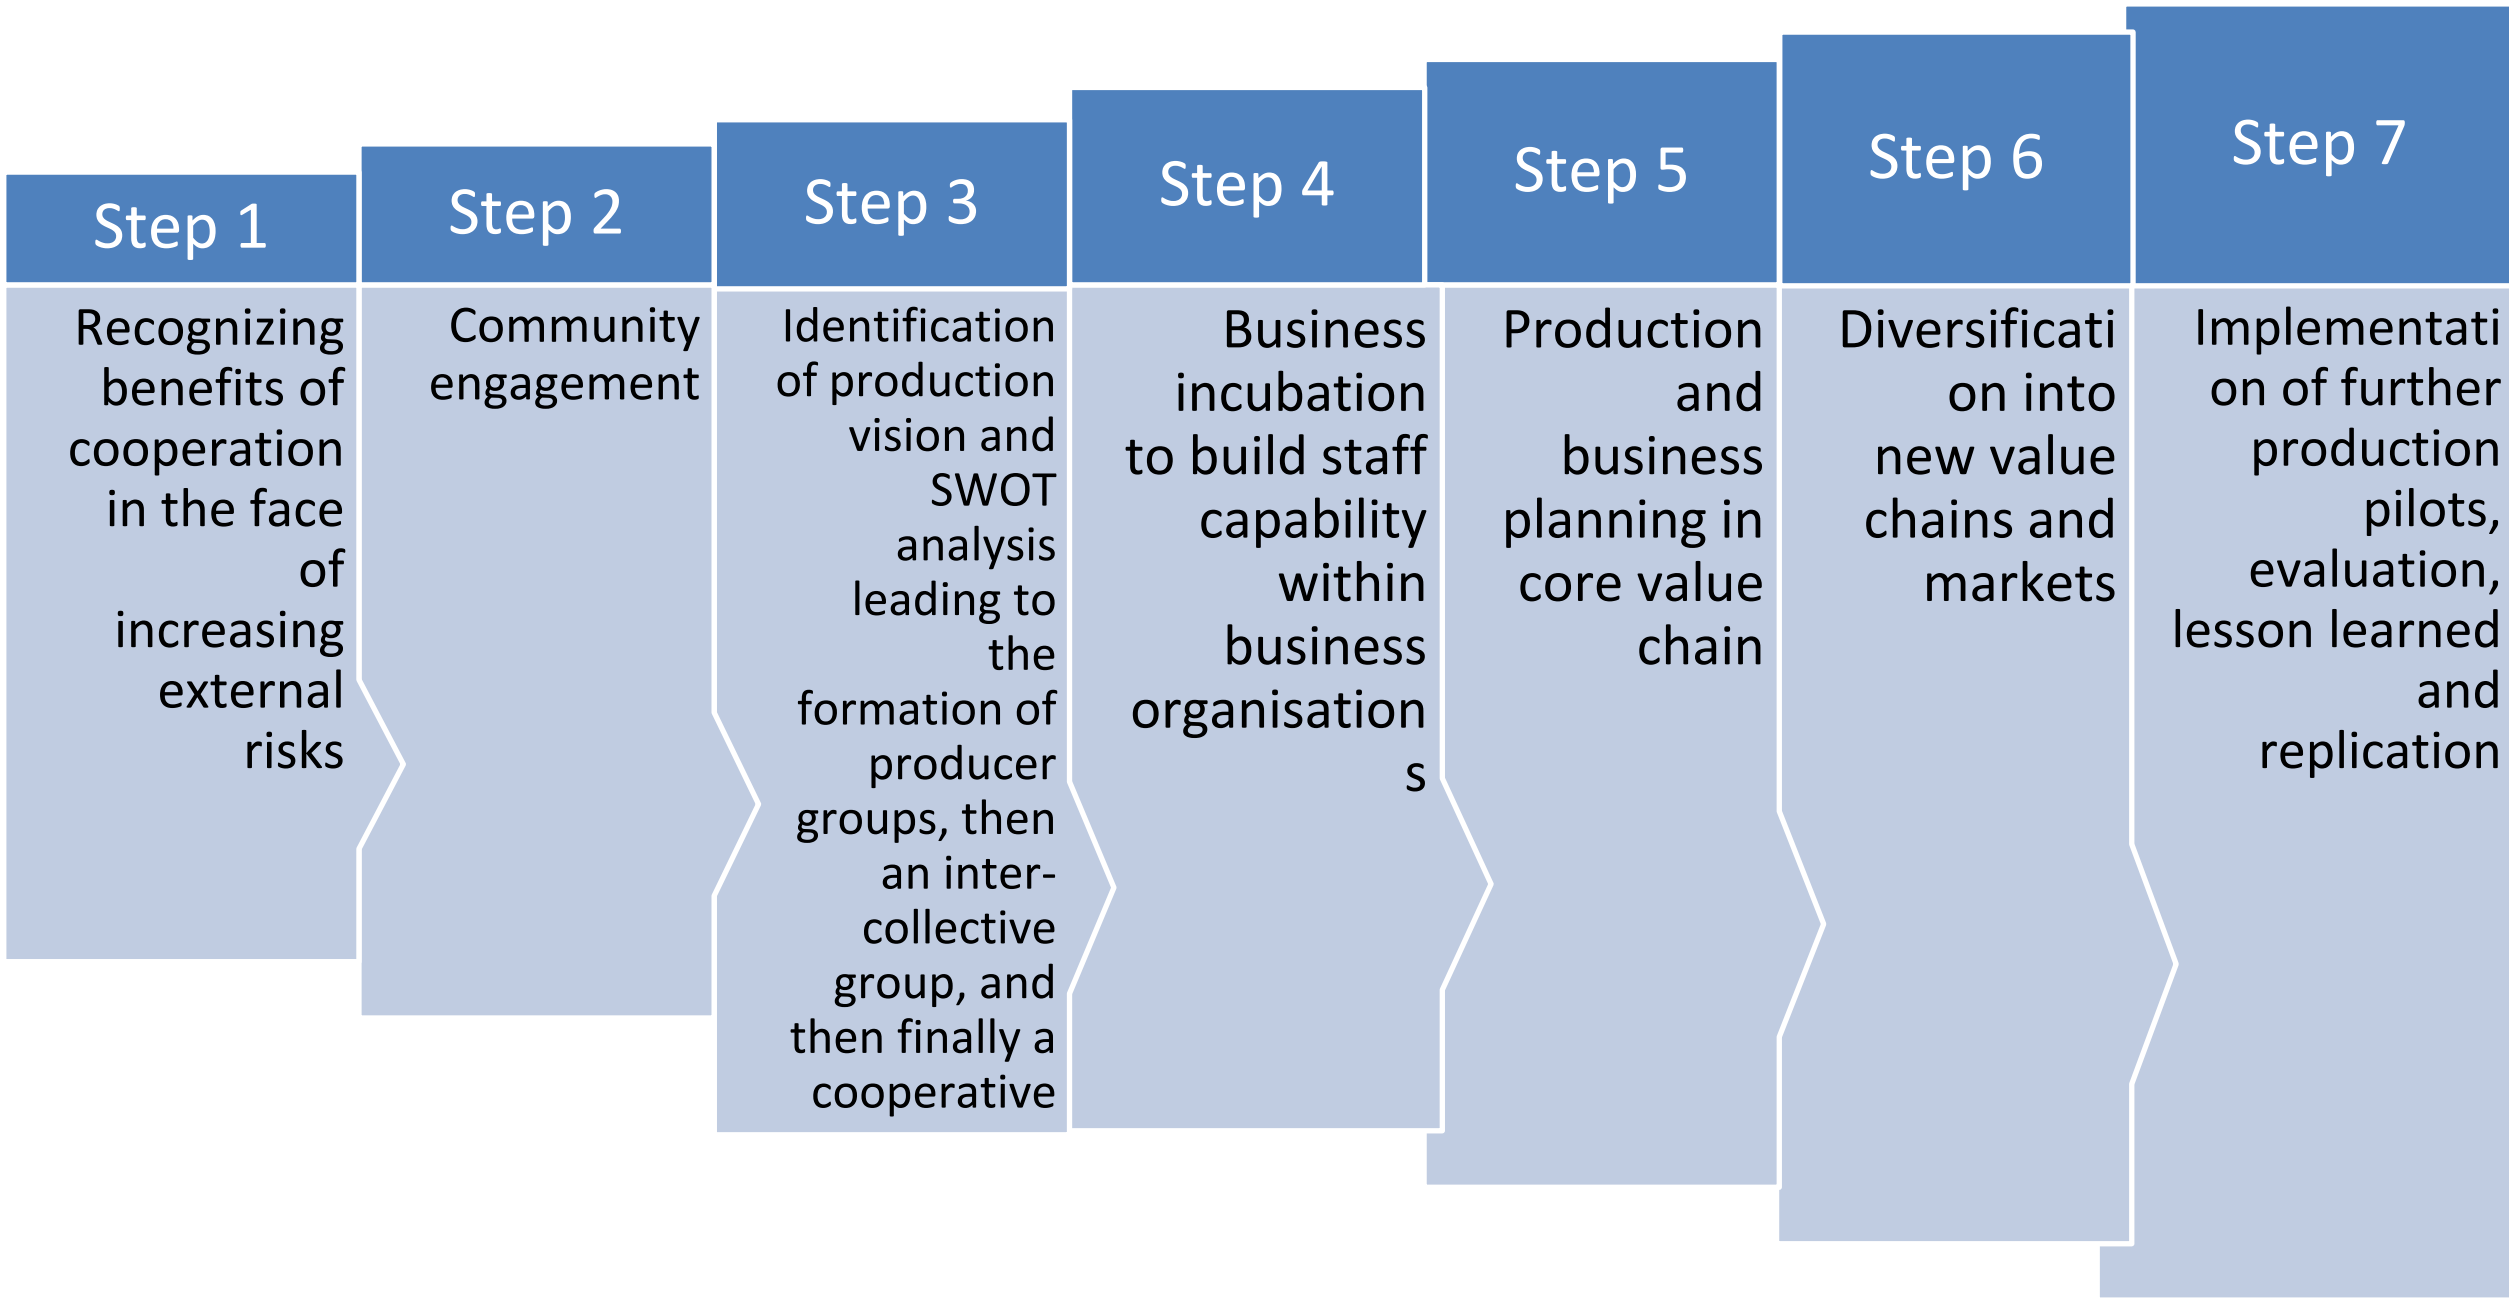 Step 1
Recognizing
benefits of
cooperation
in the face
of
increasing
external
risks
Step 2
Community
engagement
Step 3
Identification
of production
vision and
SWOT
analysis
leading to
the
formation of
producer
groups, then
an inter-
collective
group, and
then finally a
cooperative
Step 4
Business
incubation
to build staff
capability
within
business
organisation
s
Step 5
Production
and
business
planning in
core value
chain
Step 6
Diversificati
on into
new value
chains and
markets
Step 7
Implementati
on of further
production
pilots,
evaluation,
lesson learned
and
replication